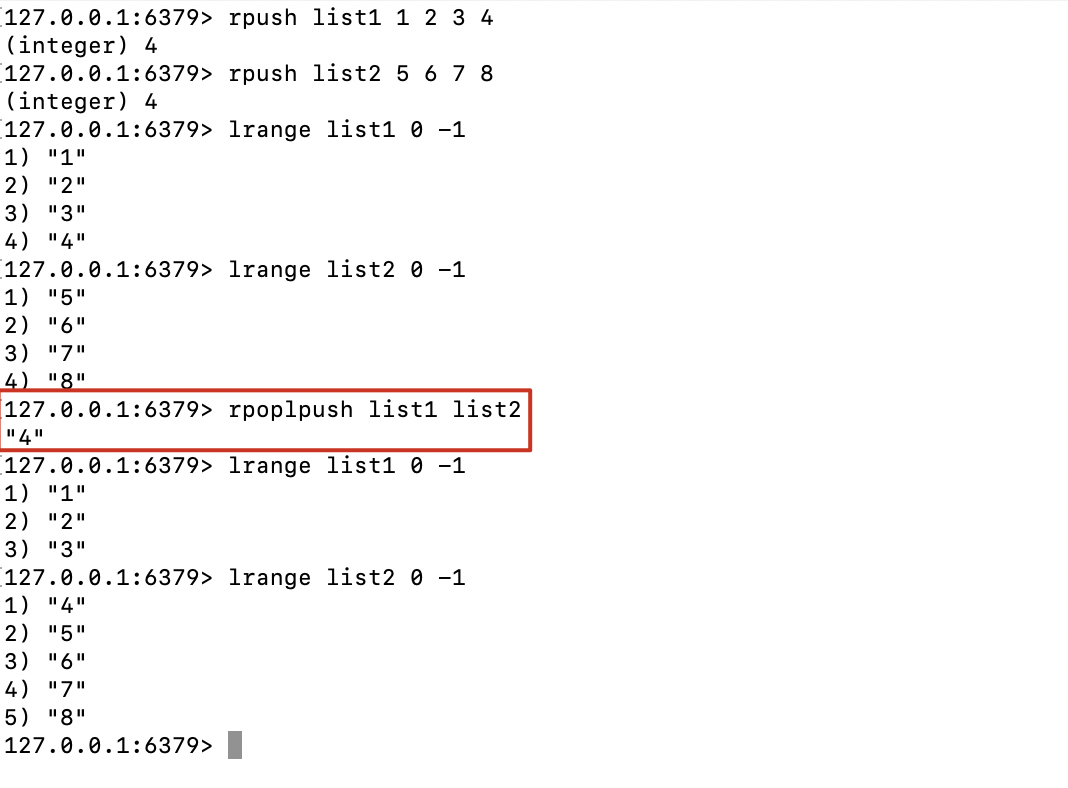 127.0.0.1:6379> rpush list1 1 2 3 4
(integer) 4
127.0.0.1:6379> rpush list2 5 6 7 8
(integer) 4
127.0.0.1:6379> lrange list1 0 -1
1) "1"
2) "2"
3) "3"
4) "4"
127.0.0.1:6379> lrange list2 0 -1
1) "5"
2) "6"
3) "7"
4) "8"
127.0.0.1:6379> rpoplpush list1 list2
"4"
127.0.0.1:6379> lrange list1 0 -1
1) "1"
2) "2"
3) "3"
127.0.0.1:6379> lrange list2 0 -1
1) "4"
2) "5"
3) "6"
4) "7"
5) "8"
127.0.0.1:6379>